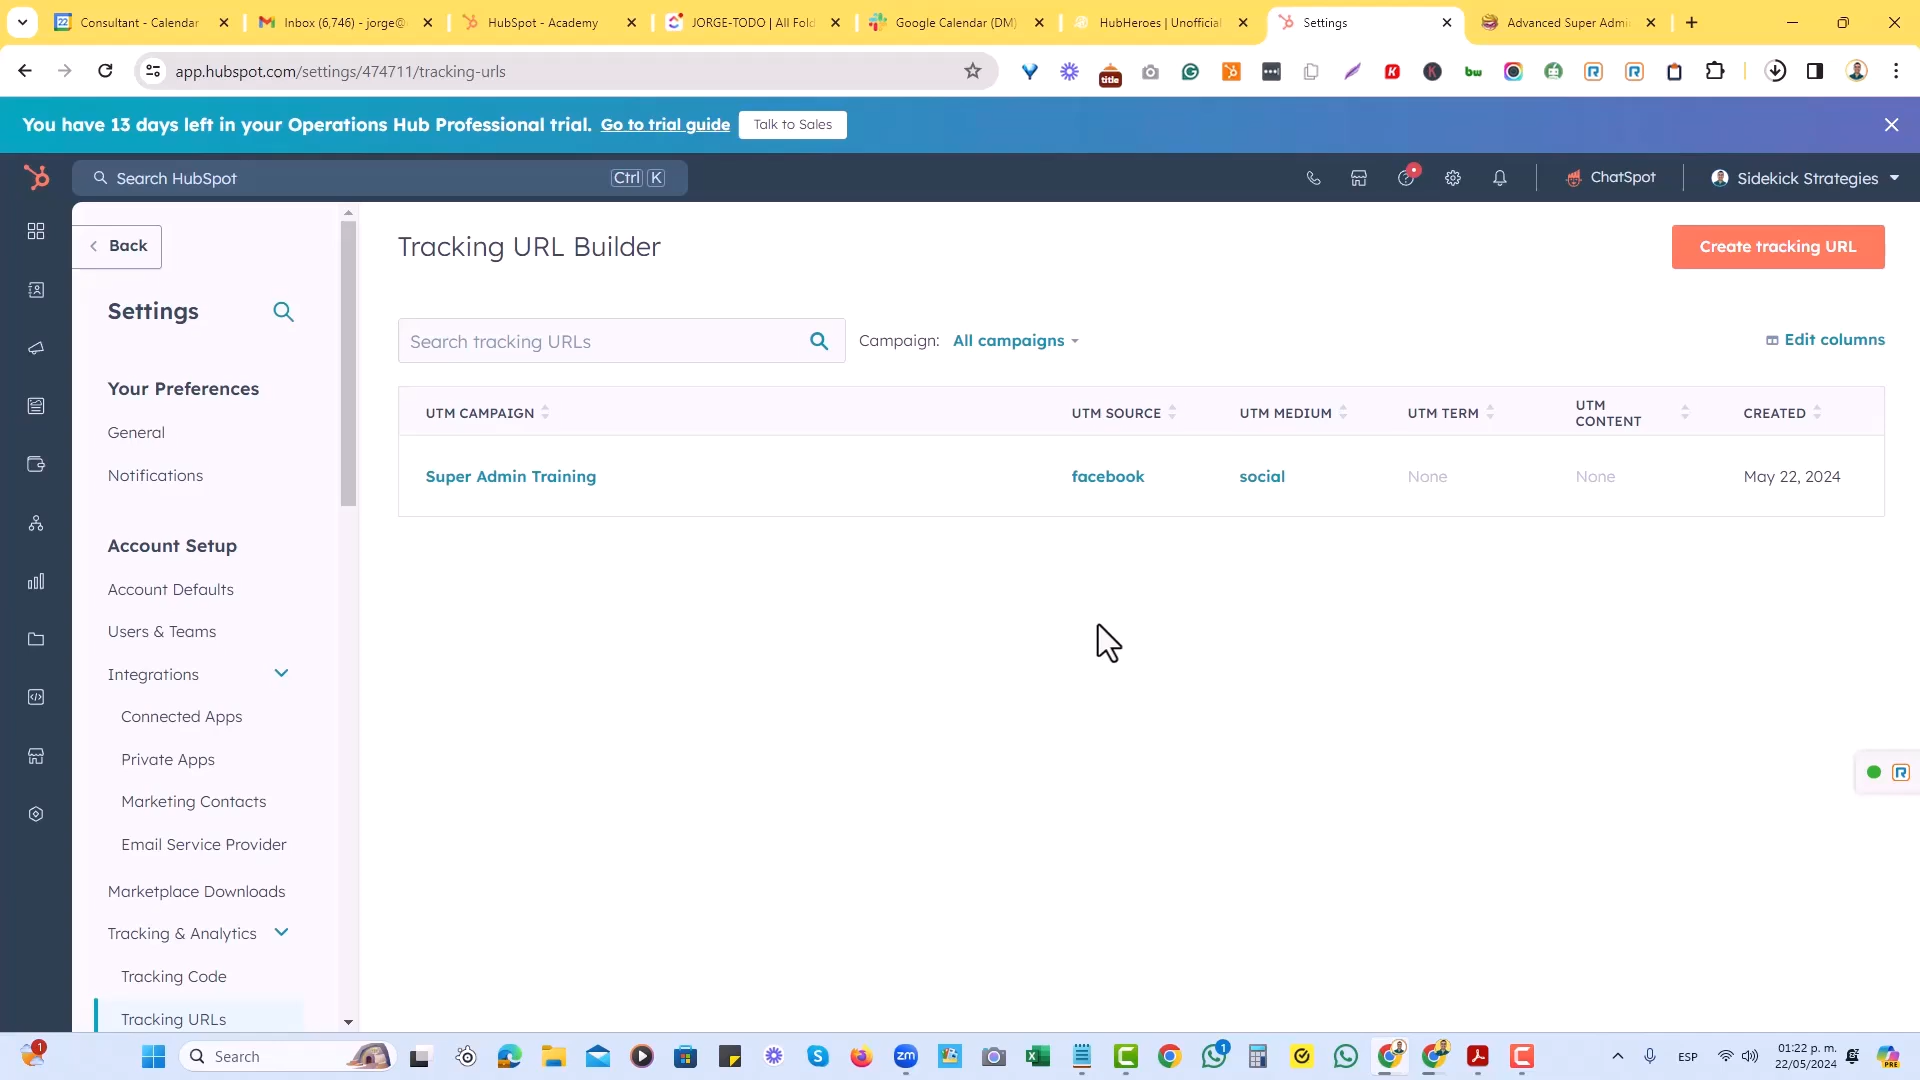 Consultant - Calendar
Inbox (6,746) - jorge@
HubSpot - Academy
JORGE-TODO | All Fold
Google Calendar (DM)
HubHeroes | Unofficial
Settings
Advanced Super Admi
app.hubspot.com/settings/474711/tracking-urls
title
bw
You have 13 days left in your Operations Hub Professional trial. Go to trial guide Talk to Sales
Search HubSpot Ctrl K
ChatSpot
Sidekick Strategies
Back
Settings
Your Preferences
General
Notifications
Account Setup
Account Defaults
Users & Teams
Integrations
Connected Apps
Private Apps
Marketing Contacts
Email Service Provider
Marketplace Downloads
Tracking & Analytics
Tracking Code
Tracking URLs
Tracking URL Builder
Create tracking URL
Search tracking URLs
Campaign: All campaigns
Edit columns
UTM CAMPAIGN UTM SOURCE UTM MEDIUM UTM TERM UTM CONTENT CREATED
Super Admin Training facebook social None None May 22, 2024
Search
ESP
01:22 p. m.
22/05/2024